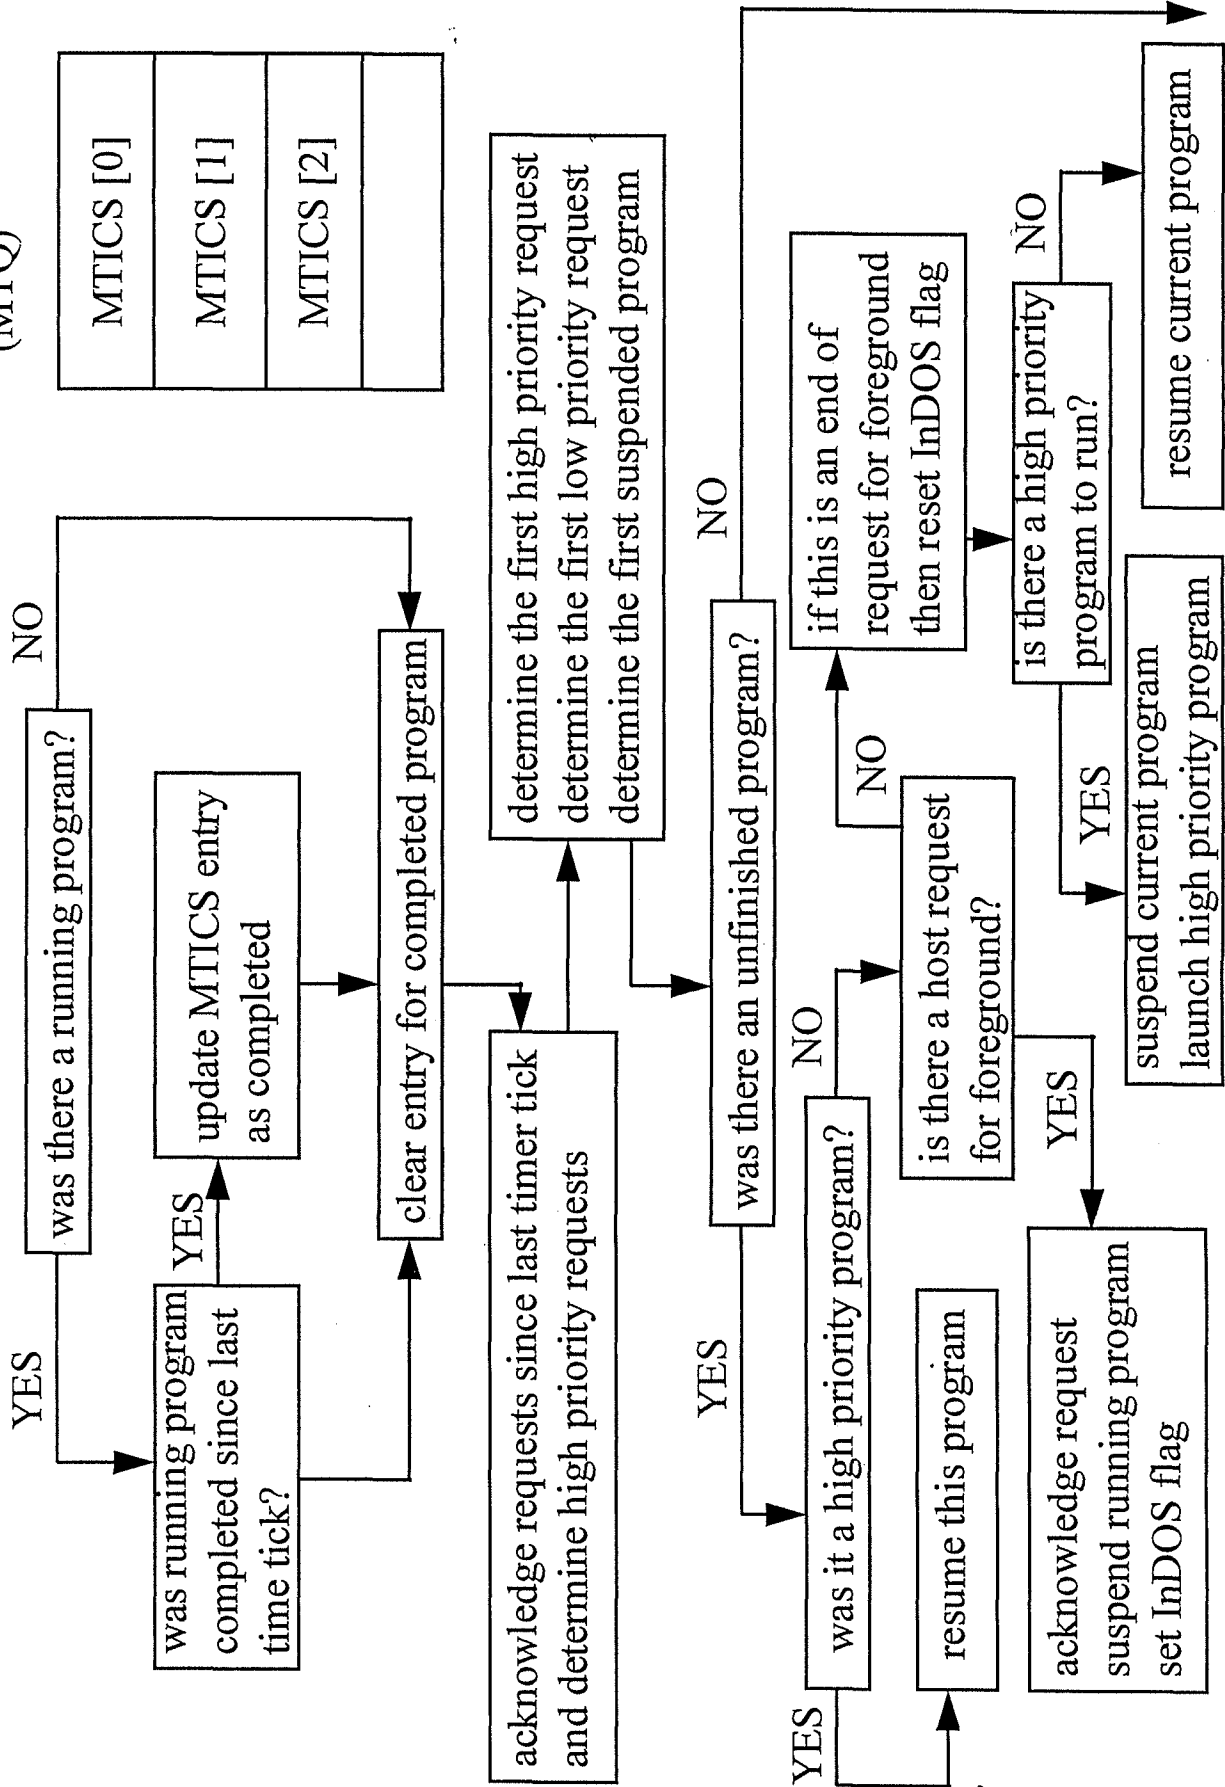 (MTQ)
MTICS [0]
MTICS [1]
MTICS [2]
YES
was there a running program?
NO
was running program
completed since last
time tick?
YES
update MTICS entry
as completed
clear entry for completed program
acknowledge requests since last timer tick
and determine high priority requests
determine the first high priority request
determine the first low priority request
determine the first suspended program
YES
was there an unfinished program?
NO
YES
was it a high priority program?
NO
resume this program
is there a host request
for foreground?
NO
YES
acknowledge request
suspend running program
set InDOS flag
if this is an end of
request for foreground
then reset InDOS flag
is there a high priority
program to run?
YES
NO
suspend current program
launch high priority program
resume current program